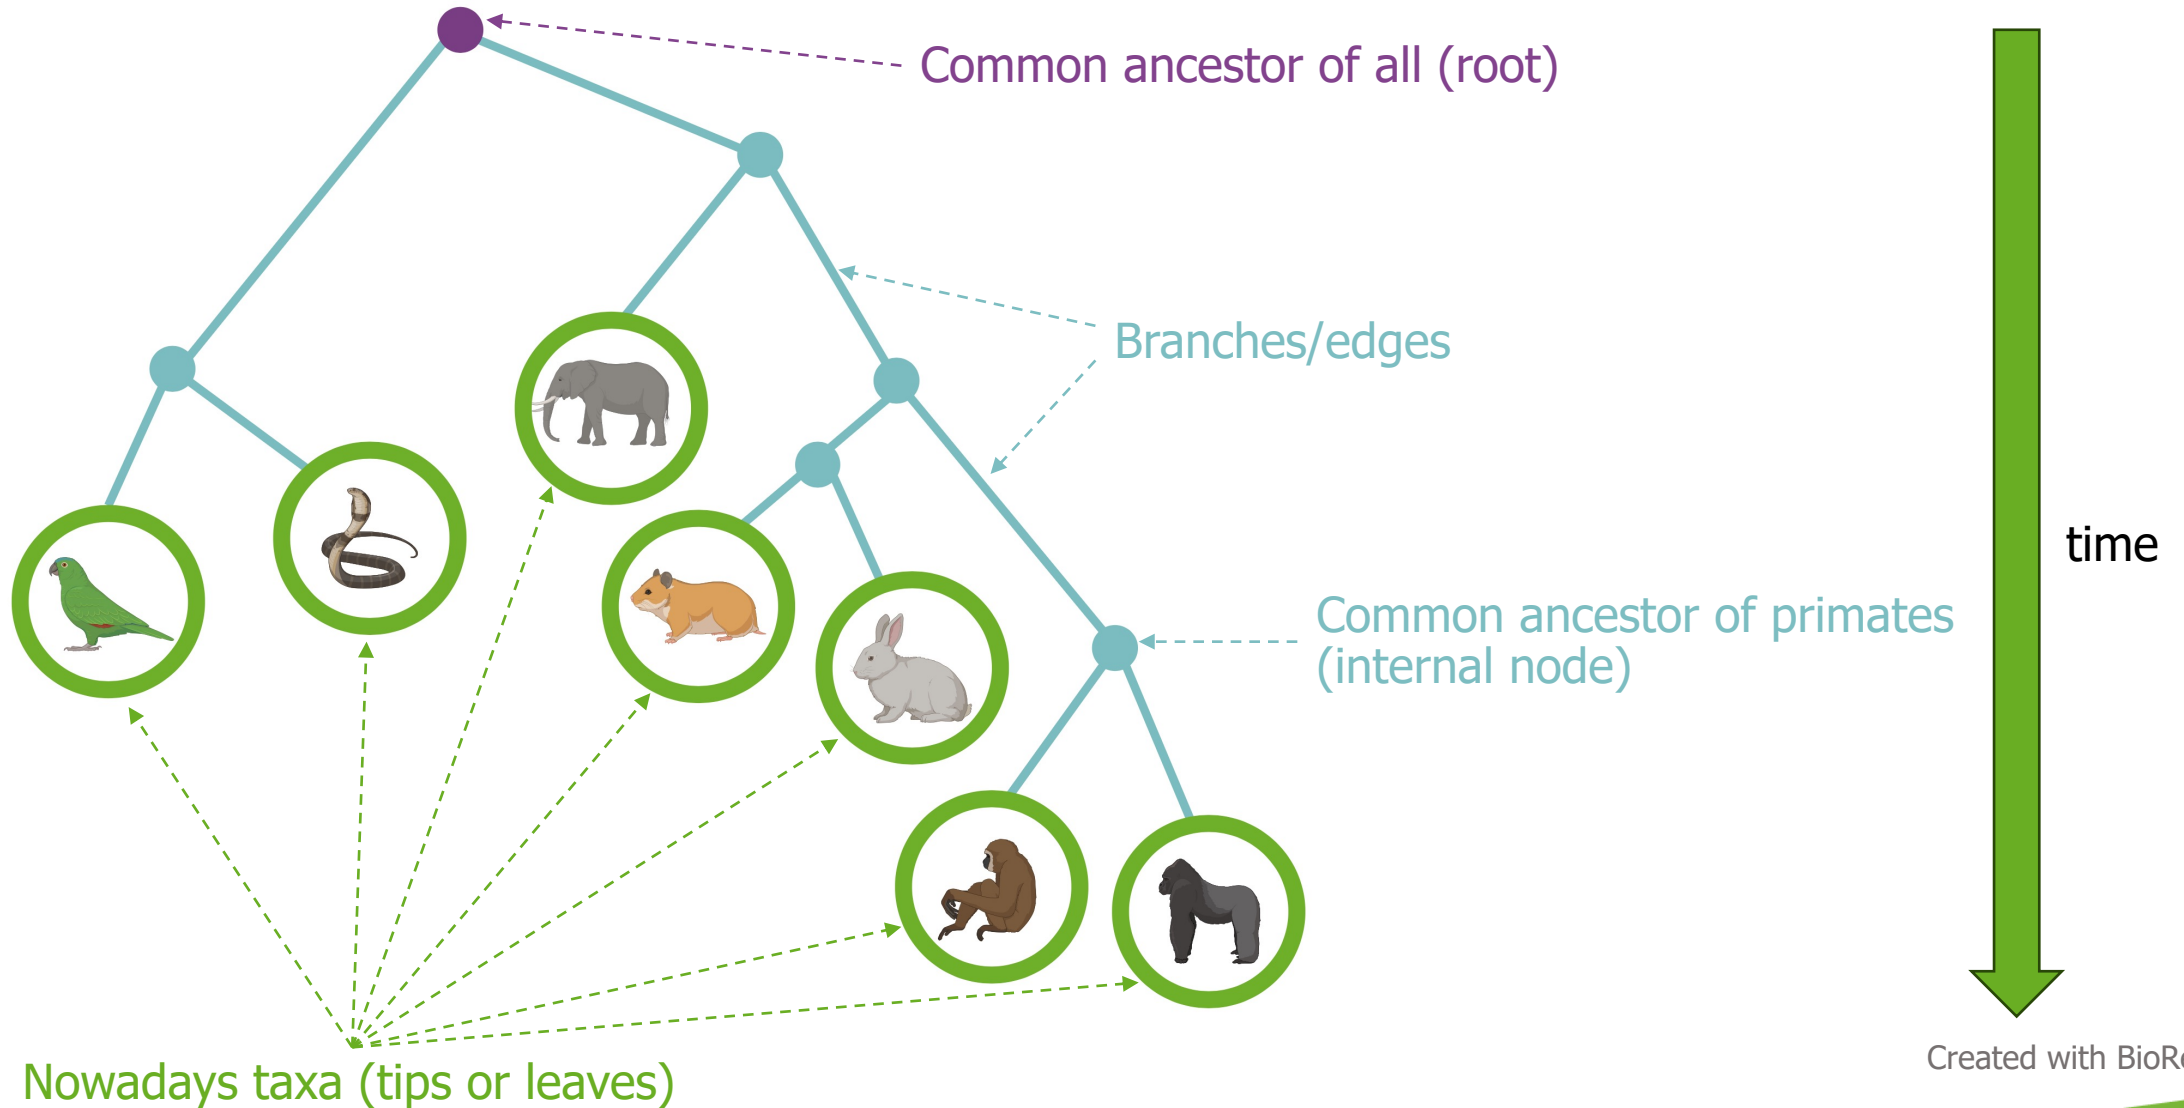 Common ancestor of all (root)
Branches/edges
time
Common ancestor of primates
(internal node)
Created with
Nowadays taxa (tips or leaves)